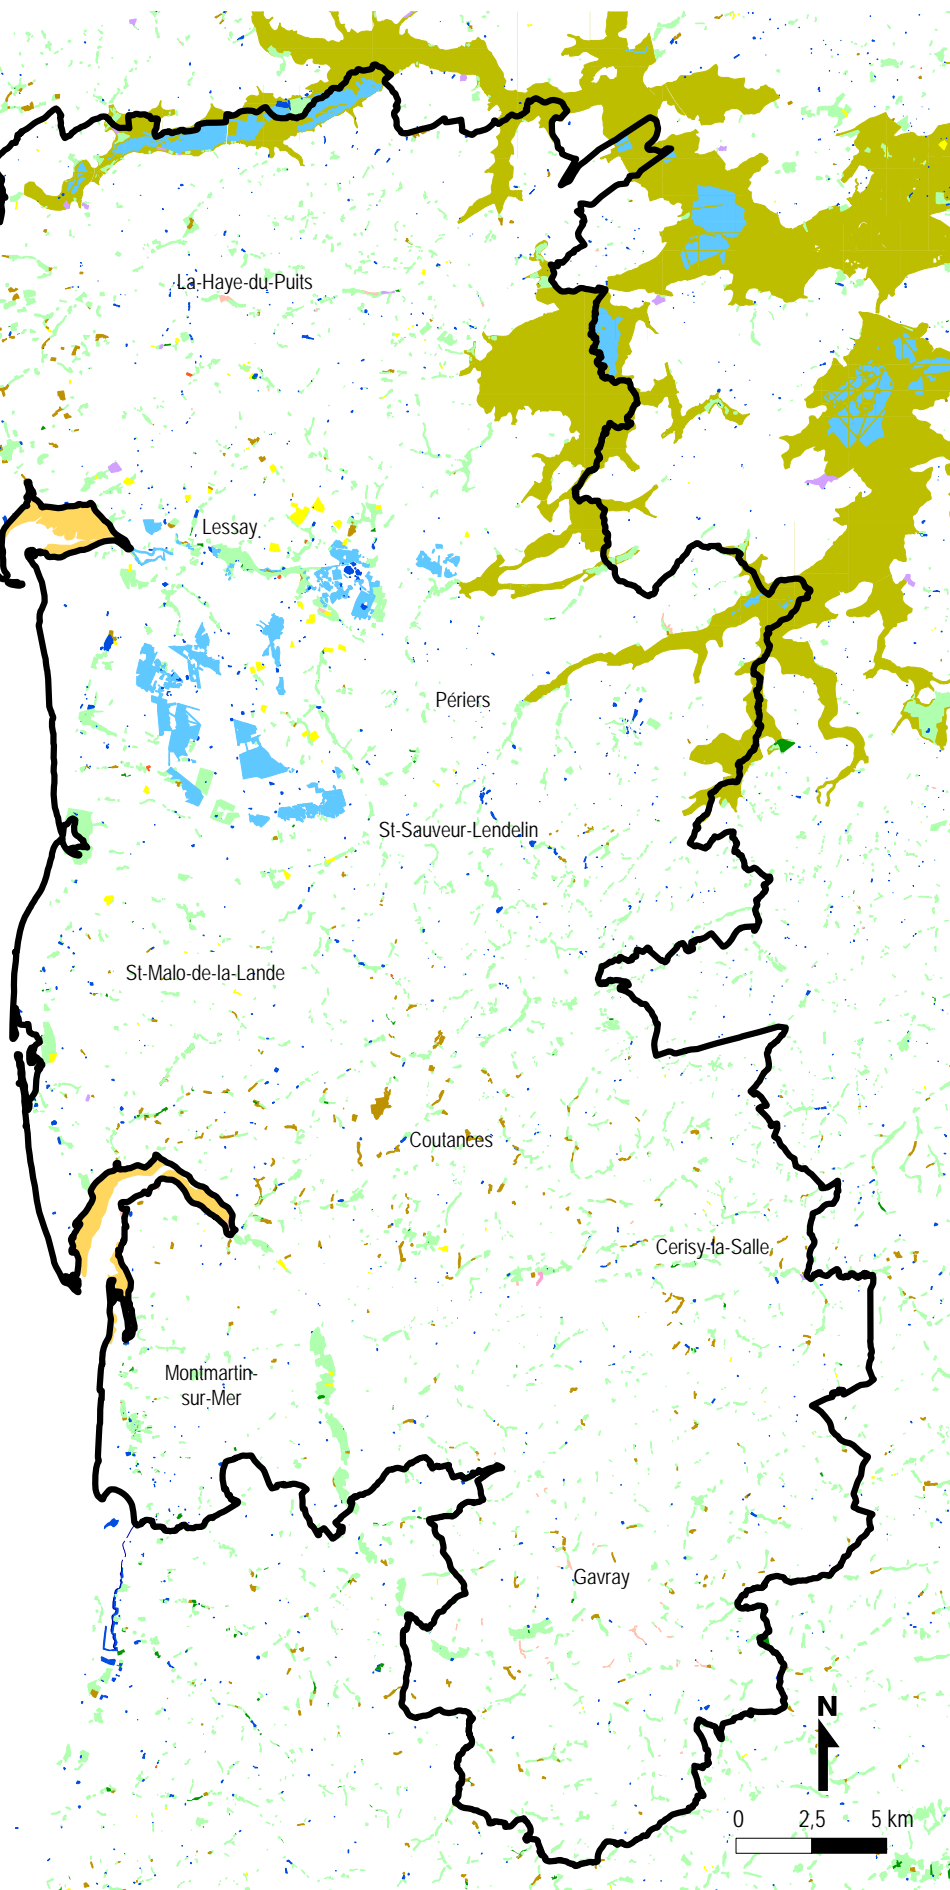 La-Haye-du-Puits
Lessay
Périers
St-Sauveur-Lendelin
St-Malo-de-la-Lande
Coutances
Cerisy-la-Salle
Montmartin-
sur-Mer
Gavray
N
0 2,5 5 km